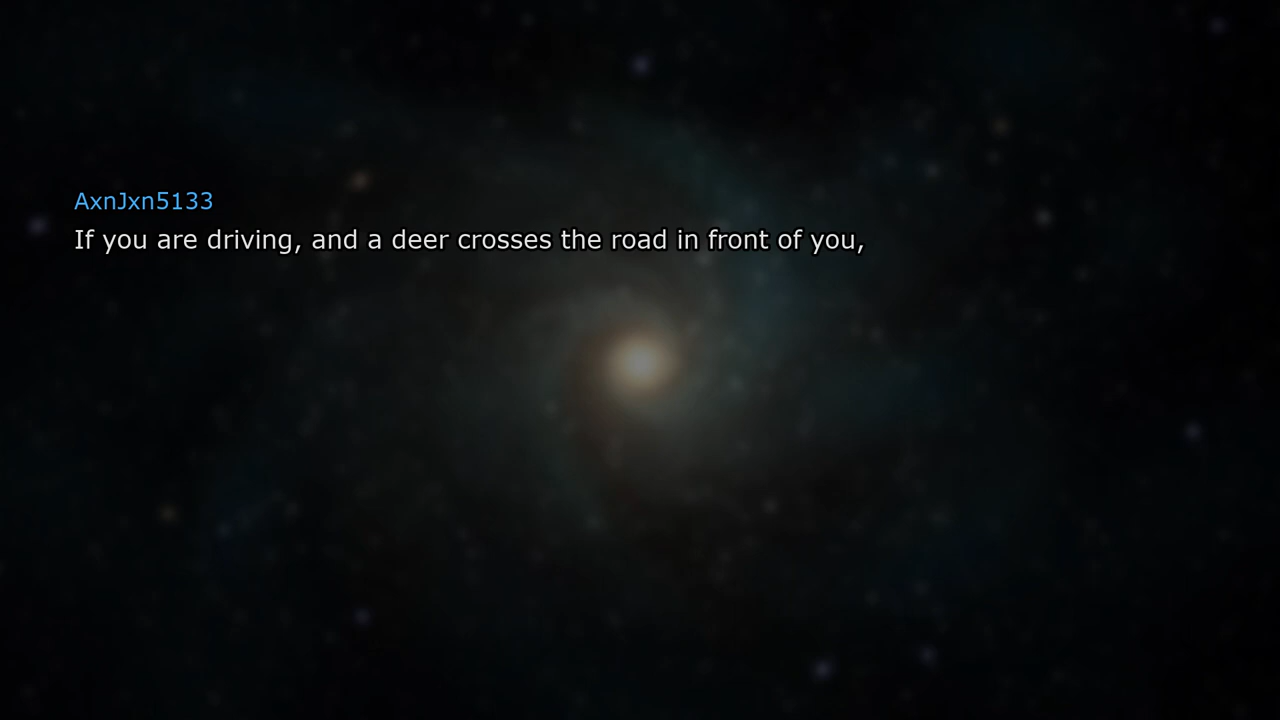 AxnJxn5133
If you are driving, and a deer crosses the road in front of you,